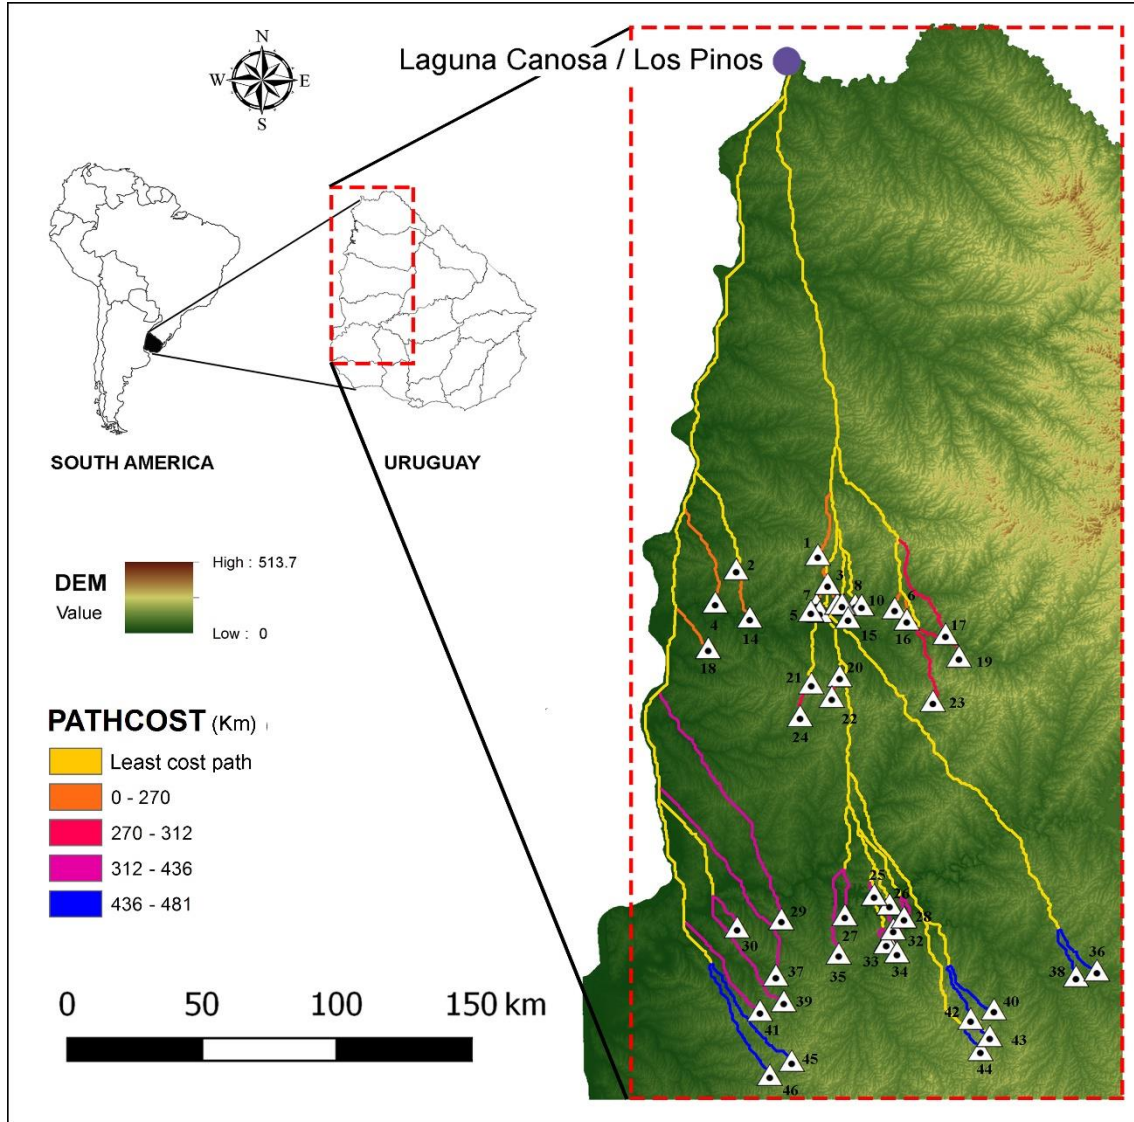 N
W
E
S
Laguna Canosa / Los Pinos
SOUTH AMERICA
URUGUAY
DEM
Value
High : 513.7
Low : 0
PATHCOST (Km)
Least cost path
0 - 270
270 - 312
312 - 436
436 - 481
0 50 100 150 km
1
2
3
8
7
10
6
4
5
14
15
16
17
18
19
20
21
22
23
24
25
26
28
29
27
30
32
33
34
35
36
37
38
39
40
41
42
43
44
45
46